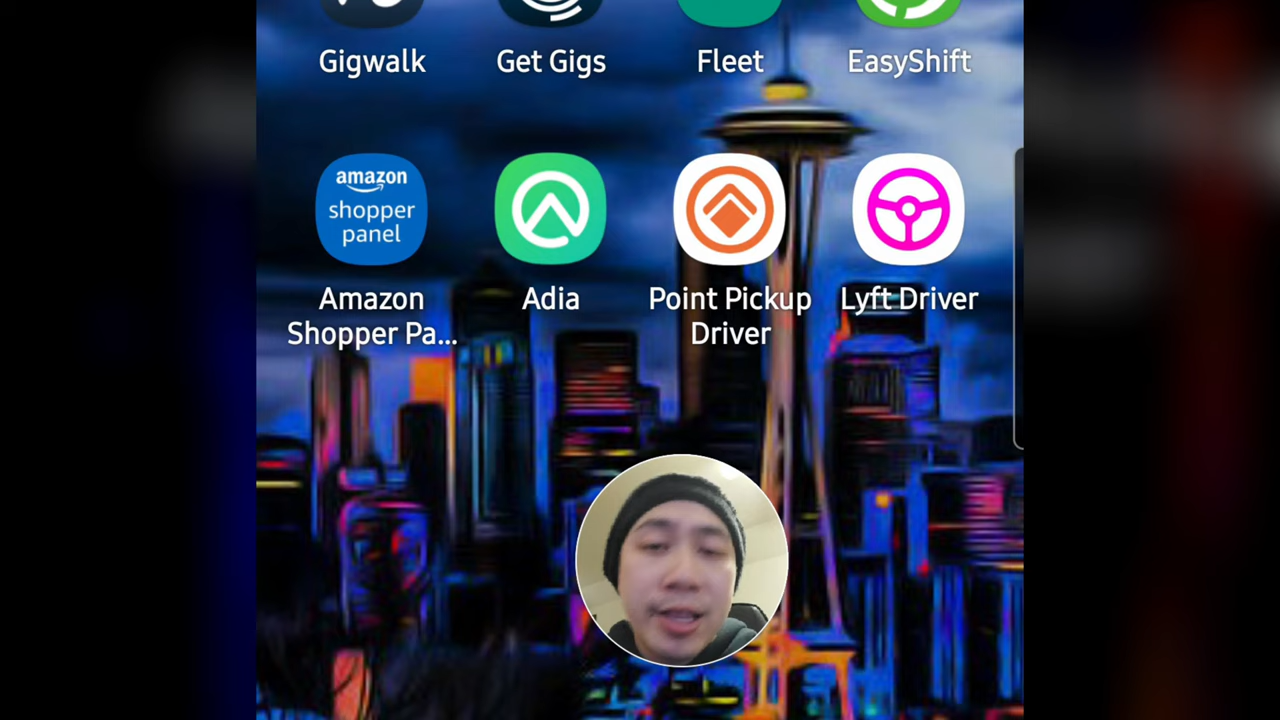 Gigwalk
Get Gigs
Fleet
EasyShift
amazon
shopper
panel
Amazon
Shopper Pa...
Adia
Point Pickup
Driver
Lyft Driver